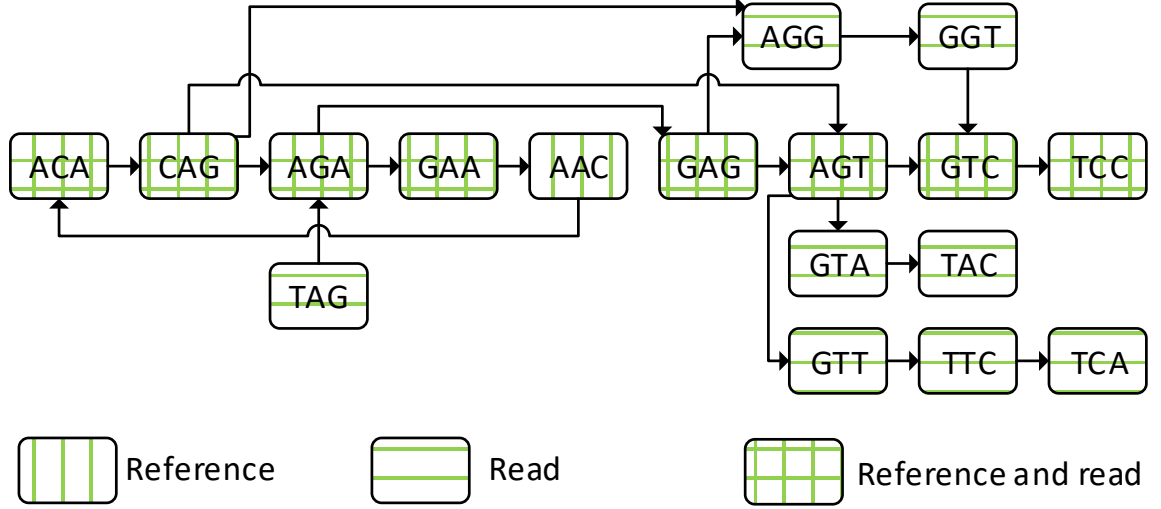 AGG GGT
ACA CAG AGA GAA AAC GAG AGT GTC TCC
GTA TAC
TAG
GTT TTC TCA
Reference Read Reference and read